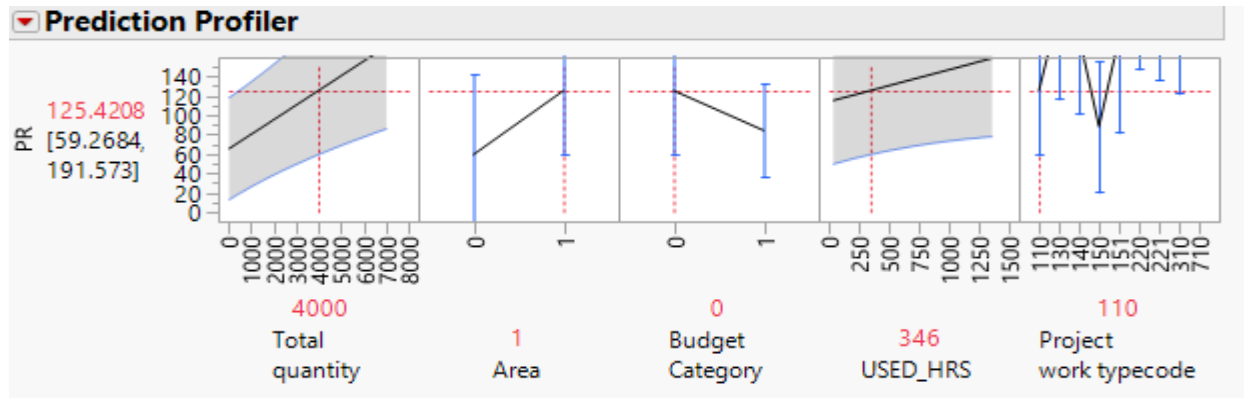 Prediction Profiler
PR
125.4208
[59.2684,
191.573]
140
120
100
80
60
40
20
0
0 1000 2000 3000 4000 5000 6000 7000 8000
0 1
0 1
0 250 500 750 1000 1250 1500
110 130 140 150 151 220 221 310 710
4000
Total
quantity
1
Area
0
Budget
Category
346
USED_HRS
110
Project
work typecode